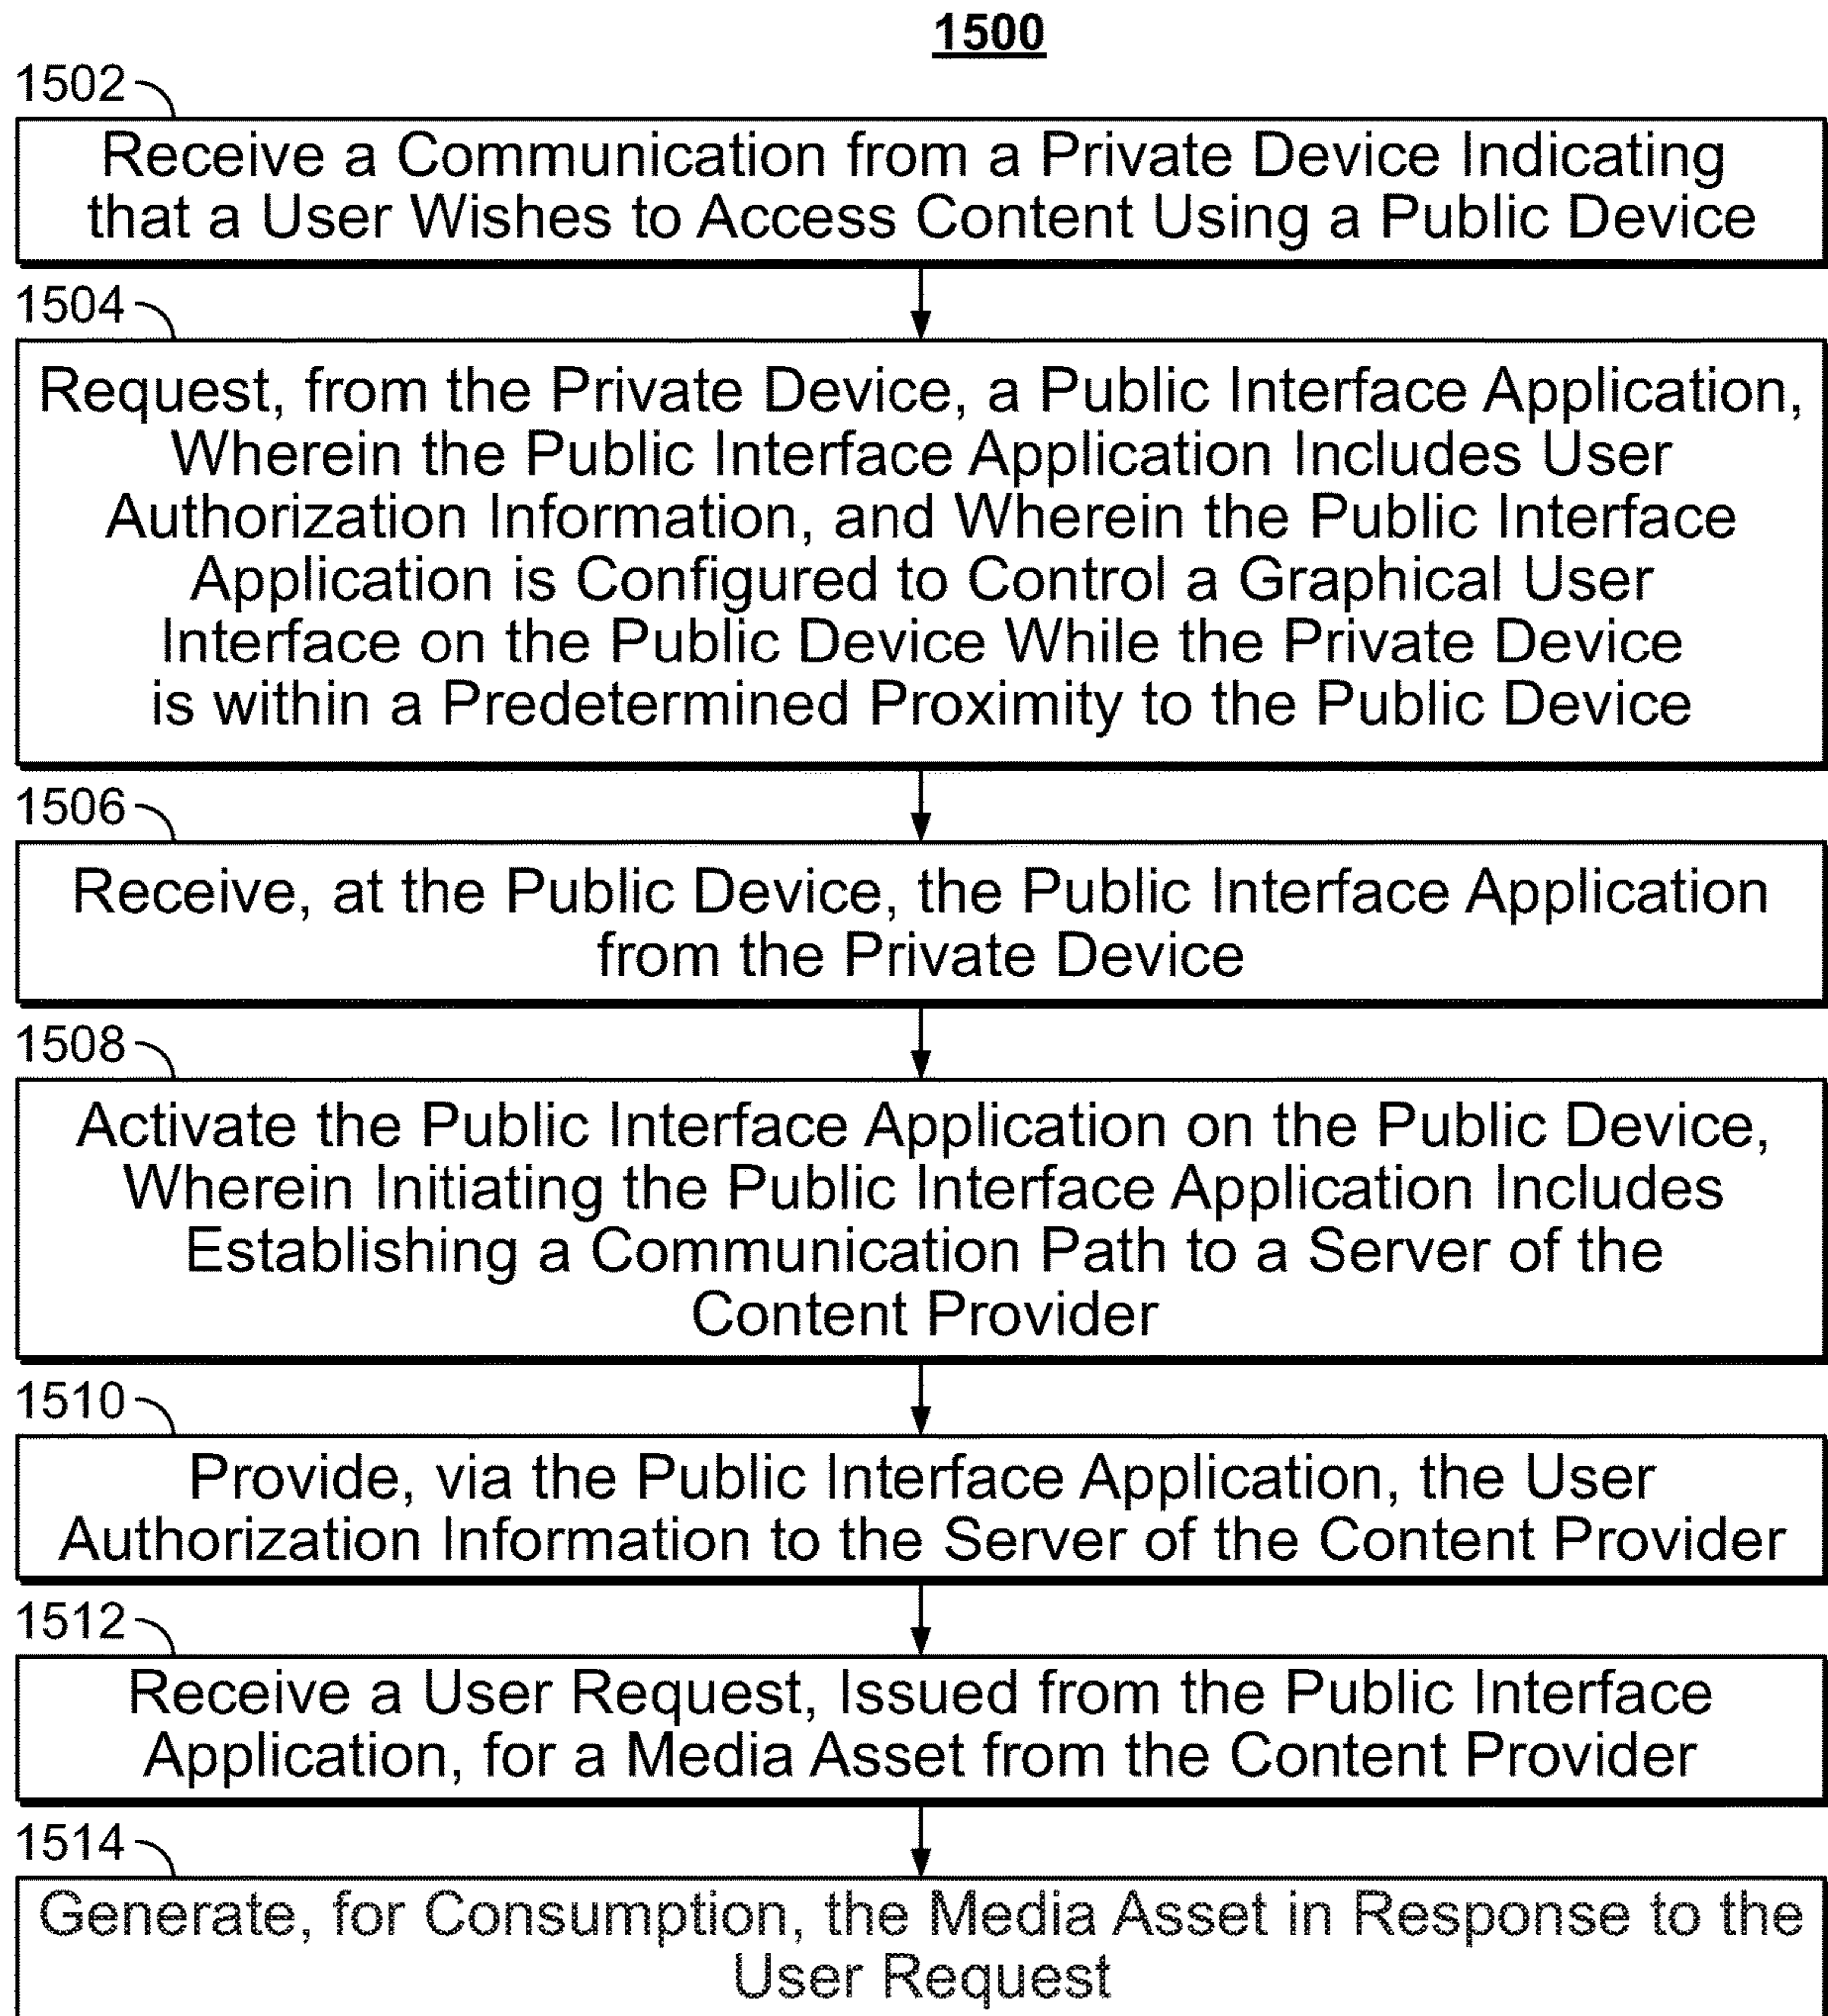 1500
1502
Receive a Communication from a Private Device Indicating
that a User Wishes to Access Content Using a Public Device
1504
Request, from the Private Device, a Public Interface Application,
Wherein the Public Interface Application Includes User
Authorization Information, and Wherein the Public Interface
Application is Configured to Control a Graphical User
Interface on the Public Device While the Private Device
is within a Predetermined Proximity to the Public Device
1506
Receive, at the Public Device, the Public Interface Application
from the Private Device
1508
Activate the Public Interface Application on the Public Device,
Wherein Initiating the Public Interface Application Includes
Establishing a Communication Path to a Server of the
Content Provider
1510
Provide, via the Public Interface Application, the User
Authorization Information to the Server of the Content Provider
1512
Receive a User Request, Issued from the Public Interface
Application, for a Media Asset from the Content Provider
1514
Generate, for Consumption, the Media Asset in Response to the
User Request